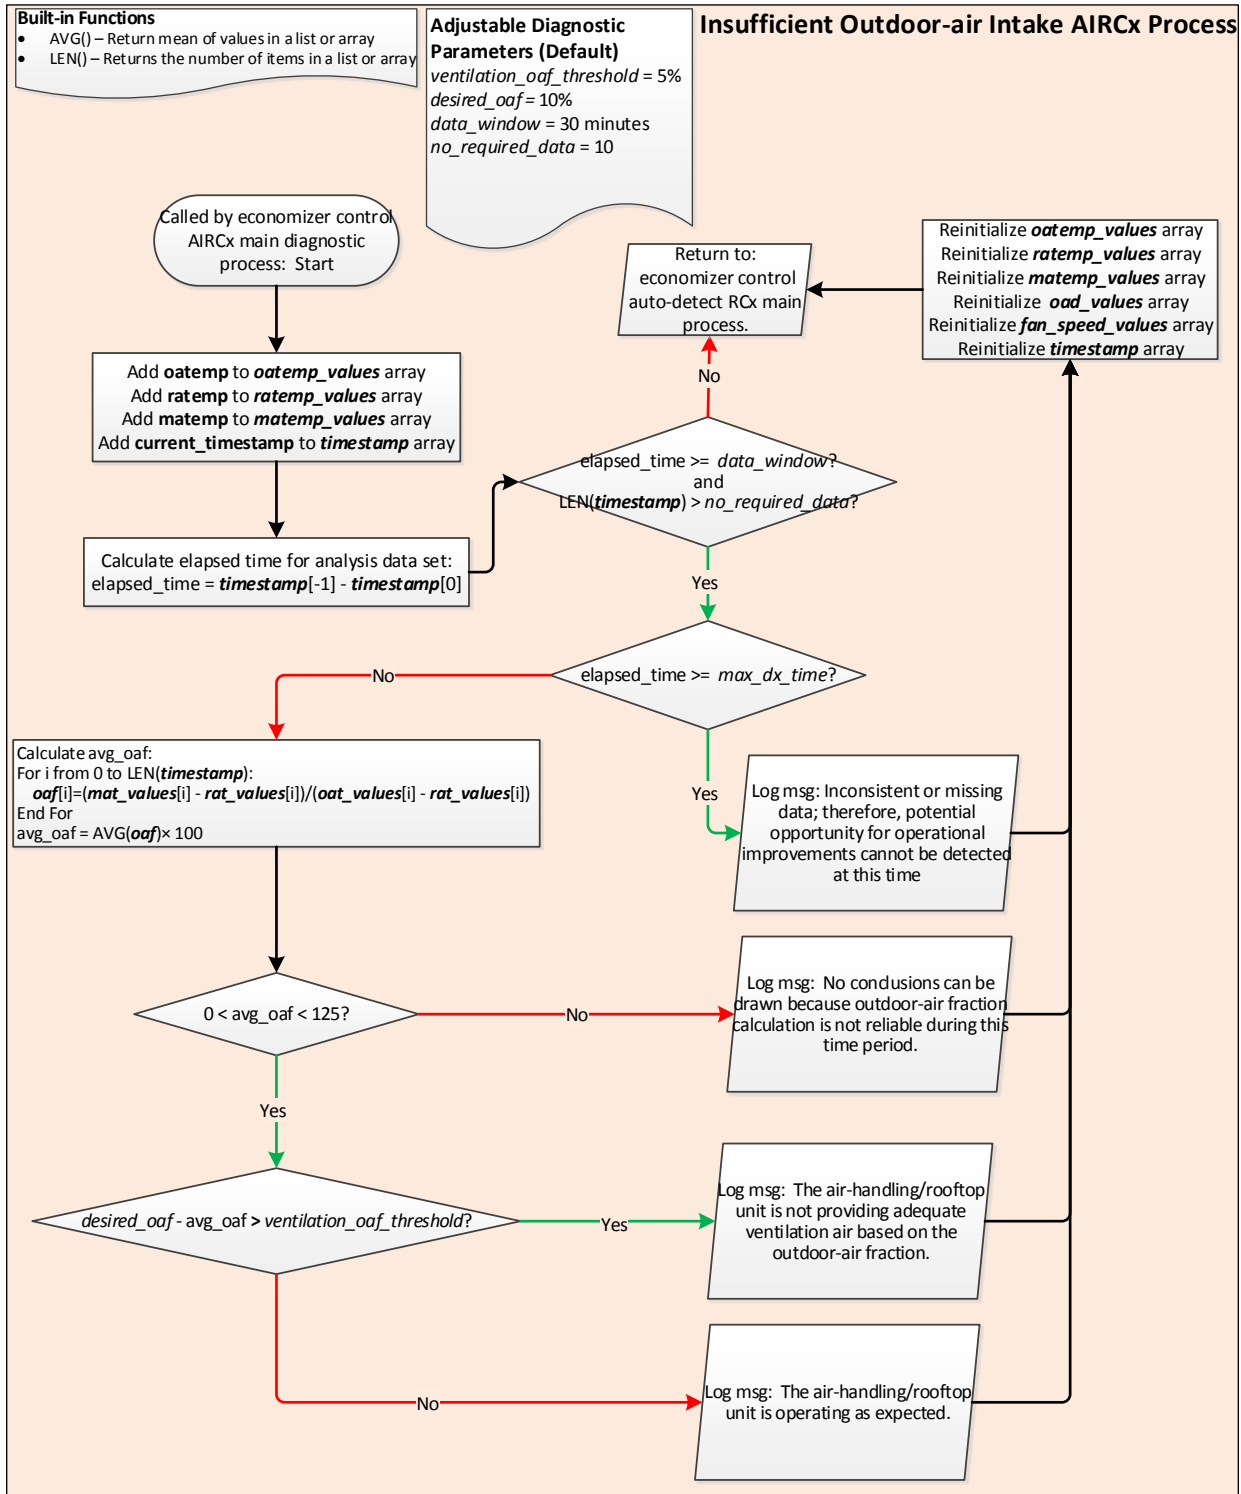 Built-in Functions
• AVG() – Return mean of values in a list or array
• LEN() – Returns the number of items in a list or array
Adjustable Diagnostic
Parameters (Default)
ventilation_oaf_threshold = 5%
desired_oaf = 10%
data_window = 30 minutes
no_required_data = 10
Insufficient Outdoor-air Intake AIRCx Process
Called by economizer control
AIRCx main diagnostic
process: Start
Return to:
economizer control
auto-detect RCx main
process.
Reinitialize oatemp_values array
Reinitialize ratemp_values array
Reinitialize matemp_values array
Reinitialize oad_values array
Reinitialize fan_speed_values array
Reinitialize timestamp array
Add oatemp to oatemp_values array
Add ratemp to ratemp_values array
Add matemp to matemp_values array
Add current_timestamp to timestamp array
No
elapsed_time >= data_window?
and
LEN(timestamp) > no_required_data?
Calculate elapsed time for analysis data set:
elapsed_time = timestamp[-1] - timestamp[0]
Yes
elapsed_time >= max_dx_time?
No
Calculate avg_oaf:
For i from 0 to LEN(timestamp):
oaf[i]=(mat_values[i] - rat_values[i])/(oat_values[i] - rat_values[i])
End For
avg_oaf = AVG(oaf)× 100
Yes
Log msg: Inconsistent or missing
data; therefore, potential
opportunity for operational
improvements cannot be detected
at this time
0 < avg_oaf < 125?
No
Log msg: No conclusions can be
drawn because outdoor-air fraction
calculation is not reliable during this
time period.
Yes
desired_oaf - avg_oaf > ventilation_oaf_threshold?
Yes
Log msg: The air-handling/rooftop
unit is not providing adequate
ventilation air based on the
outdoor-air fraction.
No
Log msg: The air-handling/rooftop
unit is operating as expected.